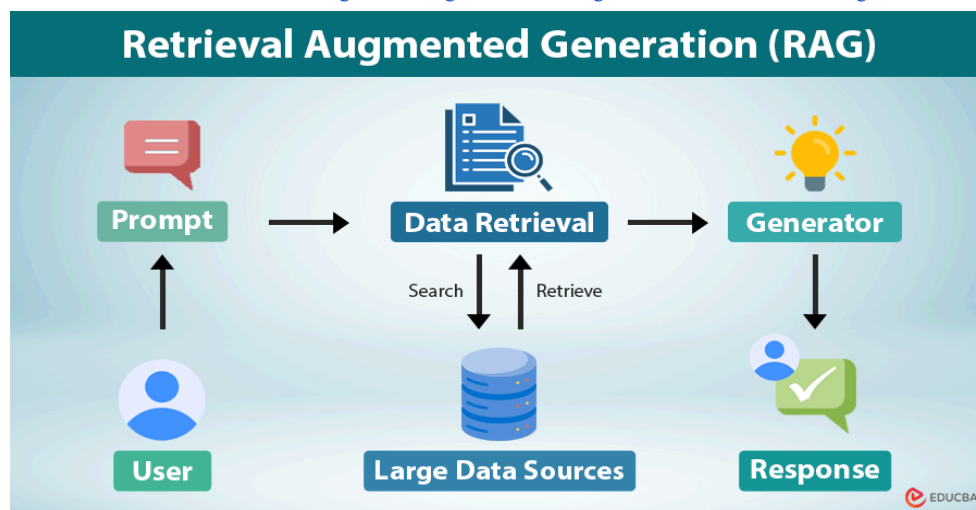 Retrieval Augmented Generation (RAG)
Prompt
Data Retrieval
Generator
Search
Retrieve
User
Large Data Sources
Response
EDUCBA